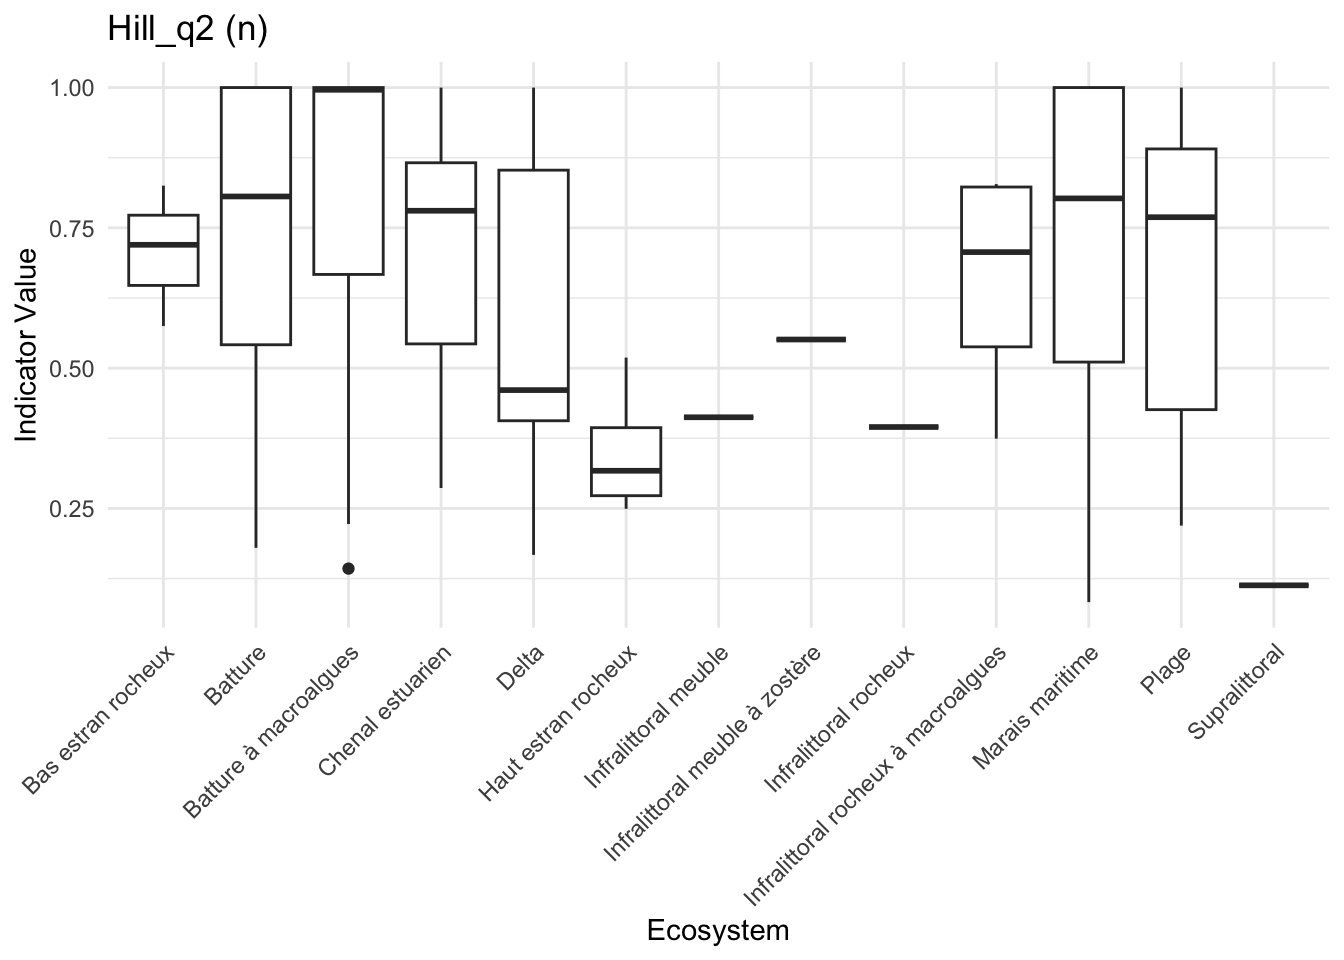 Hill_q2 (n)
Indicator Value
1.00
0.75
0.50
0.25
Bas estran rocheux
Batture
Batture à macroalgues
Chenal estuarien
Delta
Haut estran rocheux
Infralittoral meuble
Infralittoral meuble à zostère
Infralittoral rocheux
Infralittoral rocheux à macroalgues
Marais maritime
Plage
Supralittoral
Ecosystem